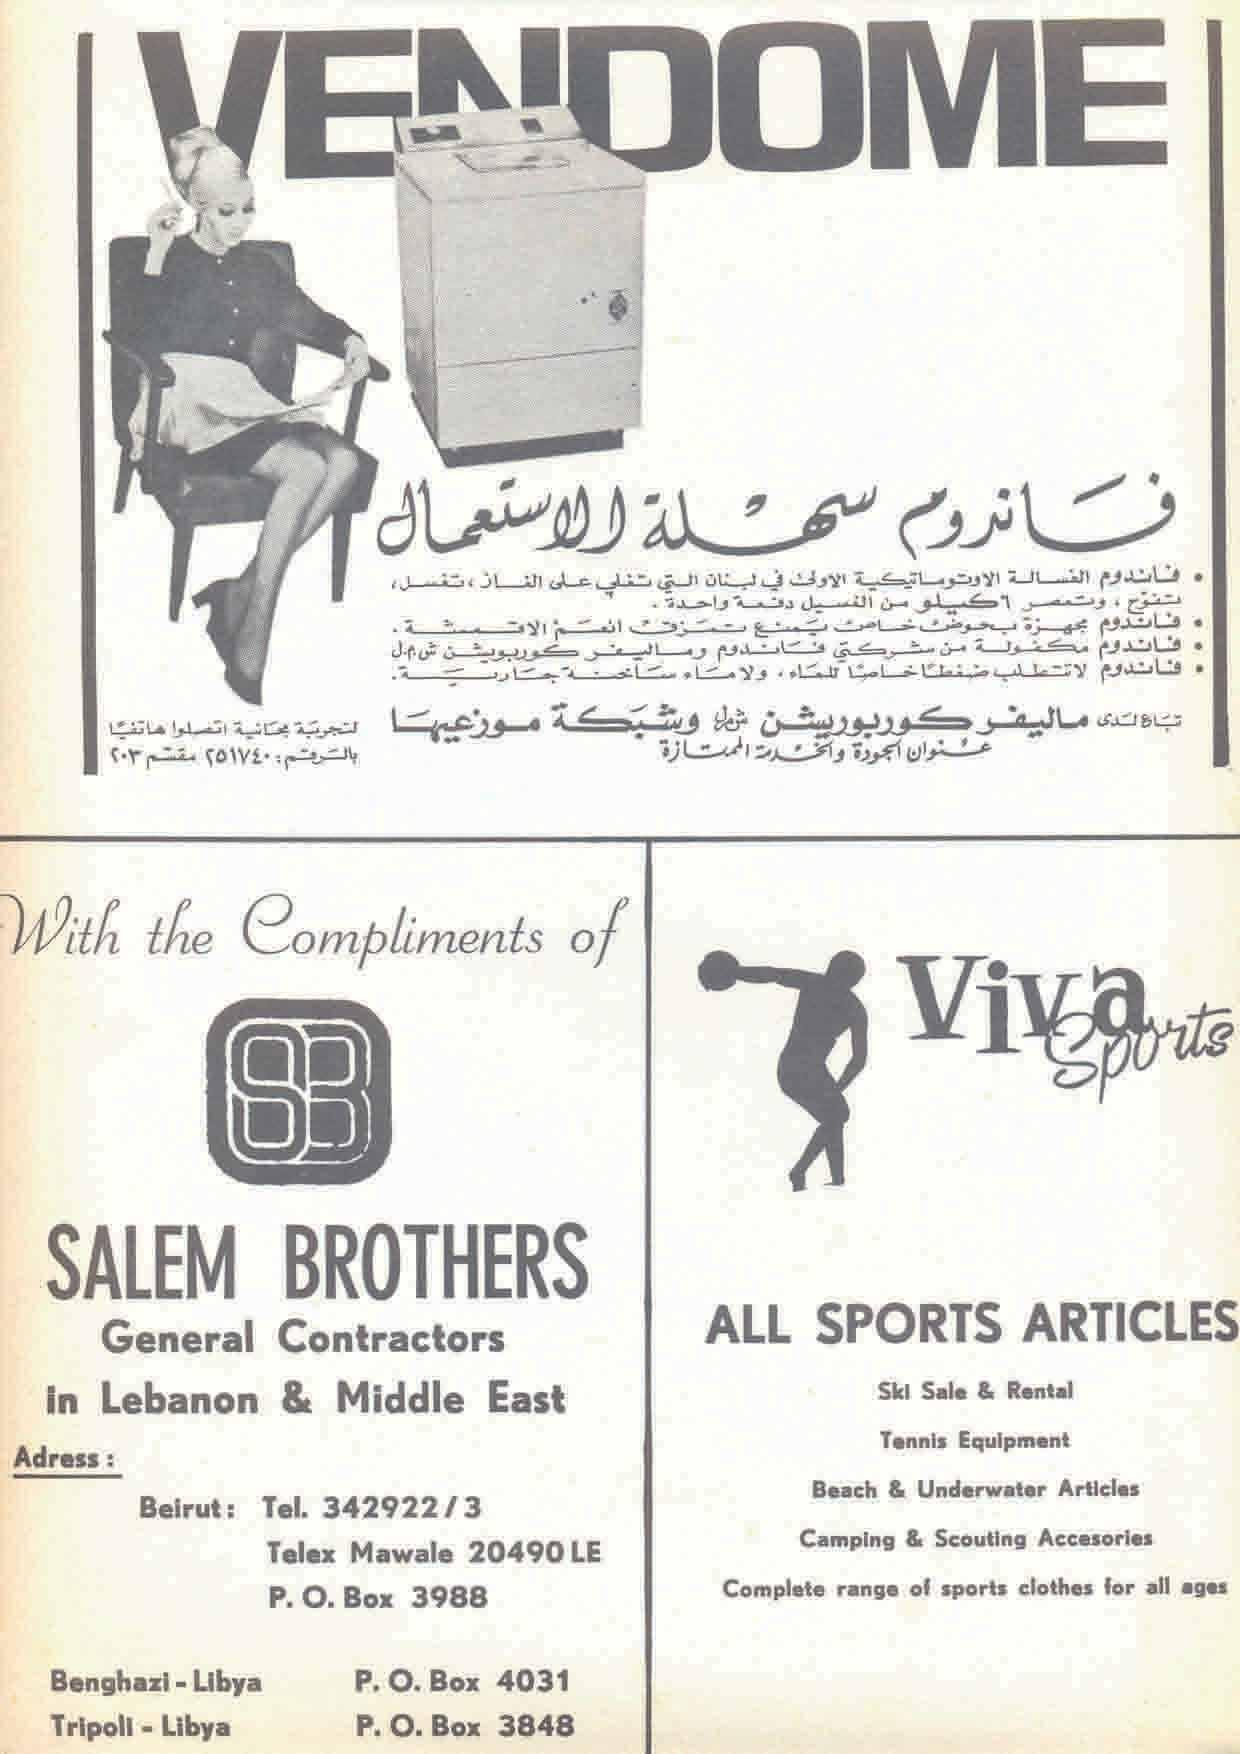 VENDOME
فاندوم سهلة الاستعمال
• فاندوم الغسالة الاوتوماتيكية الاولى في لبنان التي تغلي على الغاز، تغسل،
تفوّح، وتعصر ٦ كيلو من الغسيل دفعة واحدة.
• فاندوم مجهزة بحوض خاص يمنع تمزق انعم الاقمشة.
• فاندوم مكفولة من شركتي فاندوم وماليفر كوربوريشن ش.م.ل
• فاندوم لا تتطلب ضغطا خاصا للماء، ولا ماء ساخنة جارية.
تباع لدى ماليفر كوربوريشن ش.م.ل وشبكة موزعيها
عنوان الجودة والخدمة الممتازة
لتجربة مجانية اتصلوا هاتفيا
بالرقم: ٢٥١٧٤٠ مقسم ٢٠٣
With the Compliments of
SB
SALEM BROTHERS
General Contractors
in Lebanon & Middle East
Adress :
Beirut : Tel. 342922/3
Telex Mawale 20490 LE
P. O. Box 3988
Benghazi - Libya P. O. Box 4031
Tripoli - Libya P. O. Box 3848
Viva
Sports
ALL SPORTS ARTICLES
Ski Sale & Rental
Tennis Equipment
Beach & Underwater Articles
Camping & Scouting Accesories
Complete range of sports clothes for all ages